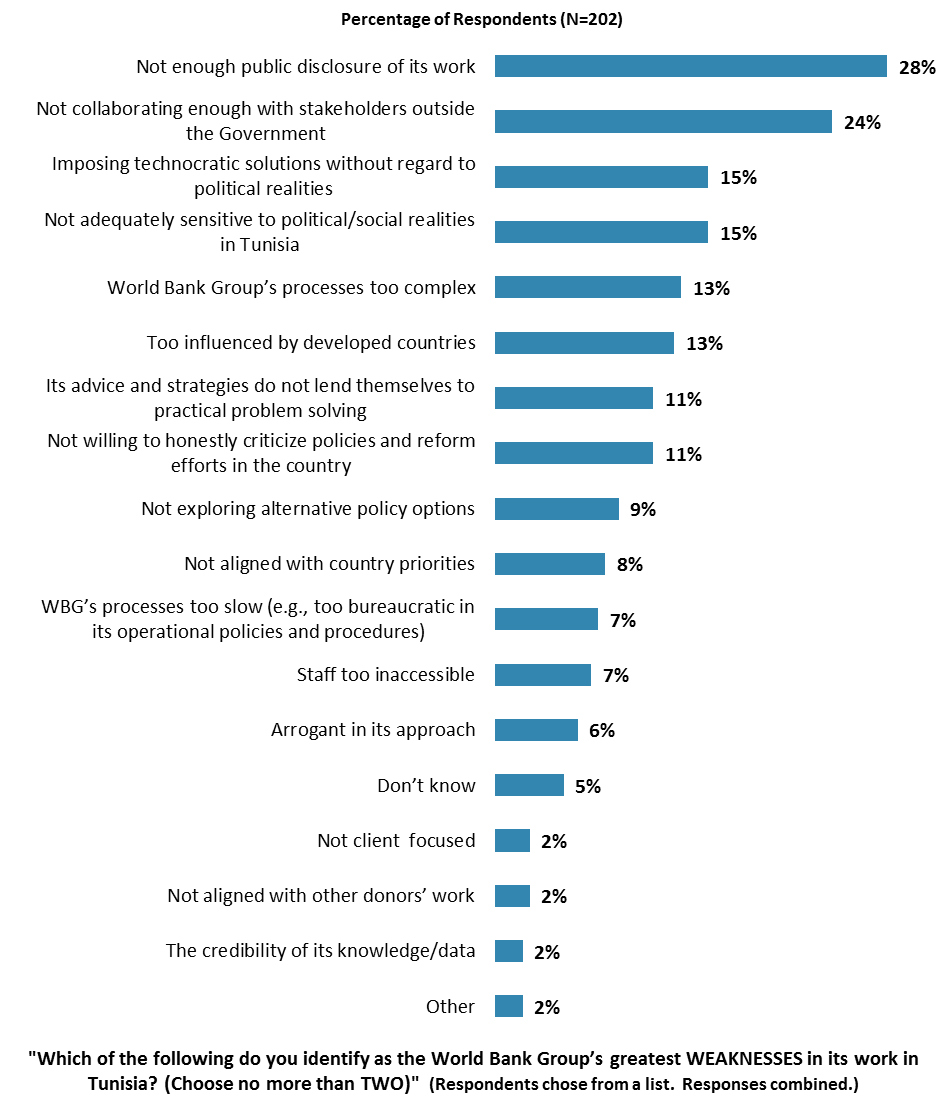 Percentage of Respondents (N=202)
Not enough public disclosure of its work 28%
Not collaborating enough with stakeholders outside
the Government 24%
Imposing technocratic solutions without regard to
political realities 15%
Not adequately sensitive to political/social realities
in Tunisia 15%
World Bank Group’s processes too complex 13%
Too influenced by developed countries 13%
Its advice and strategies do not lend themselves to
practical problem solving 11%
Not willing to honestly criticize policies and reform
efforts in the country 11%
Not exploring alternative policy options 9%
Not aligned with country priorities 8%
WBG’s processes too slow (e.g., too bureaucratic in
its operational policies and procedures) 7%
Staff too inaccessible 7%
Arrogant in its approach 6%
Don’t know 5%
Not client  focused 2%
Not aligned with other donors’ work 2%
The credibility of its knowledge/data 2%
Other 2%
"Which of the following do you identify as the World Bank Group’s greatest WEAKNESSES in its work in
Tunisia? (Choose no more than TWO)"  (Respondents chose from a list.  Responses combined.)